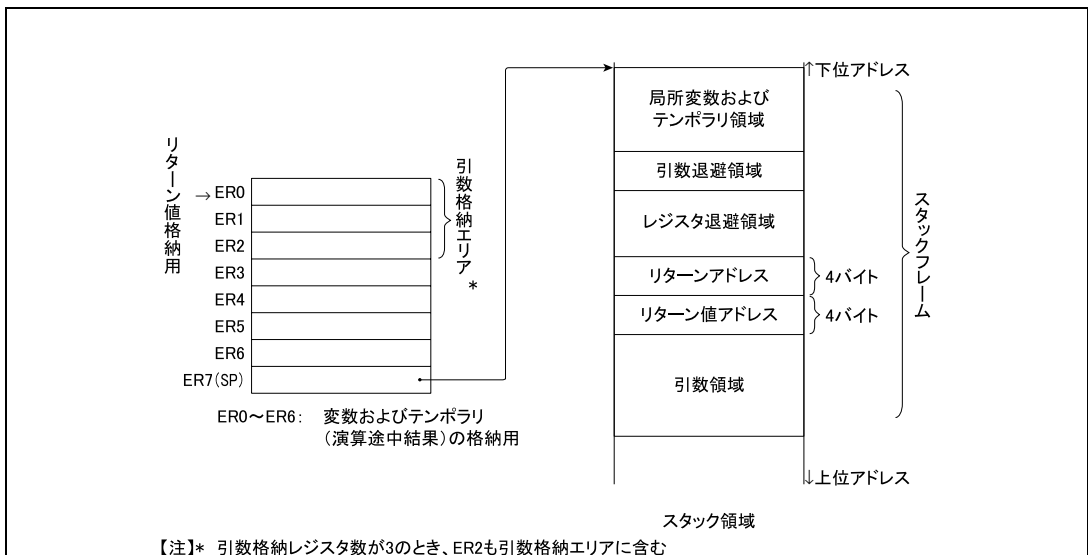 リターン値格納用
→ER0
ER1
ER2
ER3
ER4
ER5
ER6
ER7(SP)
引数格納エリア*
ER0～ER6: 変数およびテンポラリ
(演算途中結果)の格納用
↑下位アドレス
局所変数および
テンポラリ領域
引数退避領域
レジスタ退避領域
リターンアドレス
4バイト
リターン値アドレス
4バイト
引数領域
スタックフレーム
↓上位アドレス
スタック領域
【注】* 引数格納レジスタ数が3のとき、ER2も引数格納エリアに含む